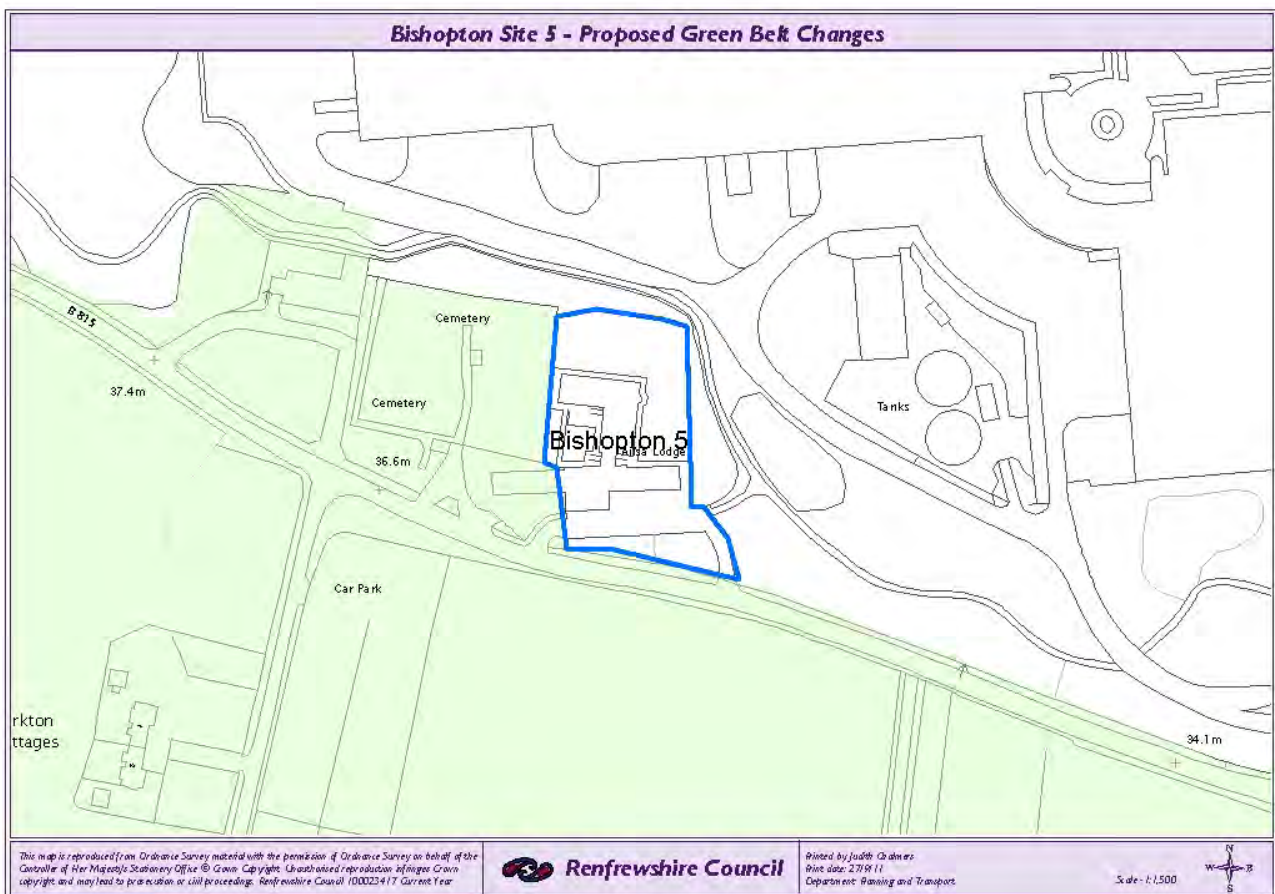 Bishopton Site 5 - Proposed Green Belt Changes
B 815
Cemetery
37.4m
Cemetery
Tanks
Bishopton 5
Ailsa Lodge
36.6m
Car Park
rkton
ttages
34.1m
This map is reproduced from Ordnance Survey material with the permission of Ordnance Survey on behalf of the
Controller of Her Majesty's Stationery Office © Crown Copyright. Unauthorised reproduction infringes Crown
copyright and may lead to prosecution or civil proceedings. Renfrewshire Council 100023417 Current Year
Renfrewshire Council
Printed by: Judith Chalmers
Print date: 27/9/11
Department: Planning and Transport
Scale - 1:1,500
N
W E
S